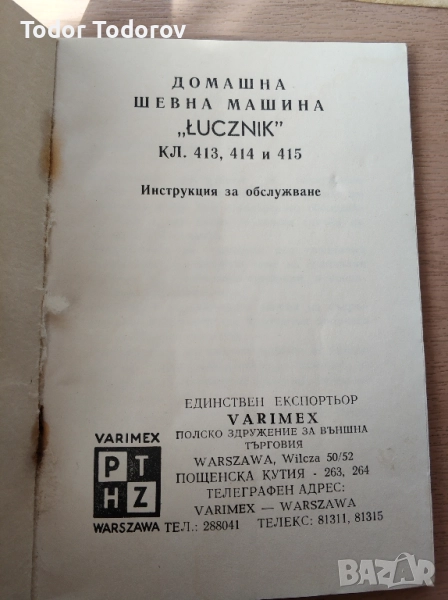 Todor Todorov
ДОМАШНА
ШЕВНА МАШИНА
„ŁUCZNIK”
КЛ. 413, 414 и 415
Инструкция за обслужване
ЕДИНСТВЕН ЕКСПОРТЬОР
VARIMEX
ПОЛСКО ЗДРУЖЕНИЕ ЗА ВЪНШНА
ТЪРГОВИЯ
WARSZAWA, Wilcza 50/52
ПОЩЕНСКА КУТИЯ - 263, 264
ТЕЛЕГРАФЕН АДРЕС:
VARIMEX — WARSZAWA
ТЕЛ.: 288041 ТЕЛЕКС: 81311, 81315
VARIMEX
PT
HZ
WARSZAWA
BAZAR